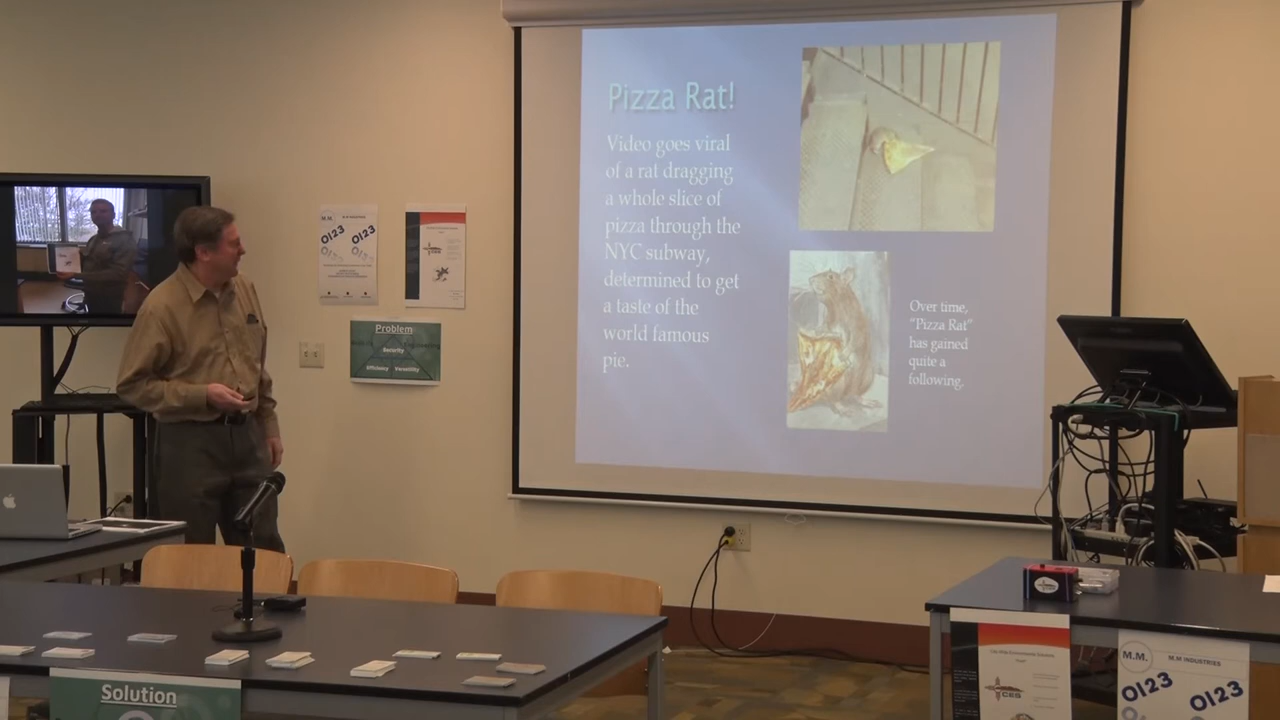 Pizza Rat!
Video goes viral
of a rat dragging
a whole slice of
pizza through the
NYC subway,
determined to get
a taste of the
world famous
pie.
Over time,
"Pizza Rat"
has gained
quite a
following.
M.M.
0123
0123
Problem
Security
Efficiency
Versatility
Solution
CES
M.M.
M.M INDUSTRIES
0123
0123